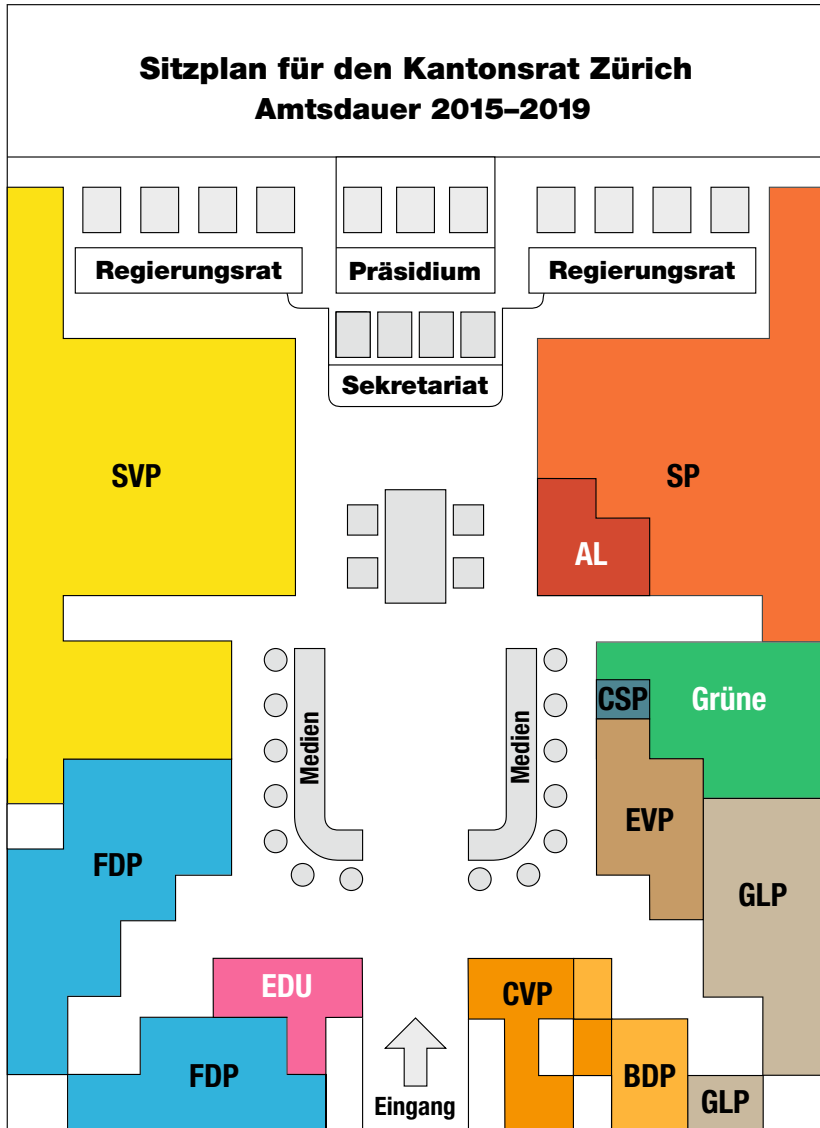 Sitzplan für den Kantonsrat Zürich
Amtsdauer 2015–2019
Regierungsrat
Präsidium
Regierungsrat
Sekretariat
SVP
SP
AL
CSP
Grüne
Medien
Medien
EVP
FDP
GLP
EDU
CVP
FDP
BDP
Eingang
GLP